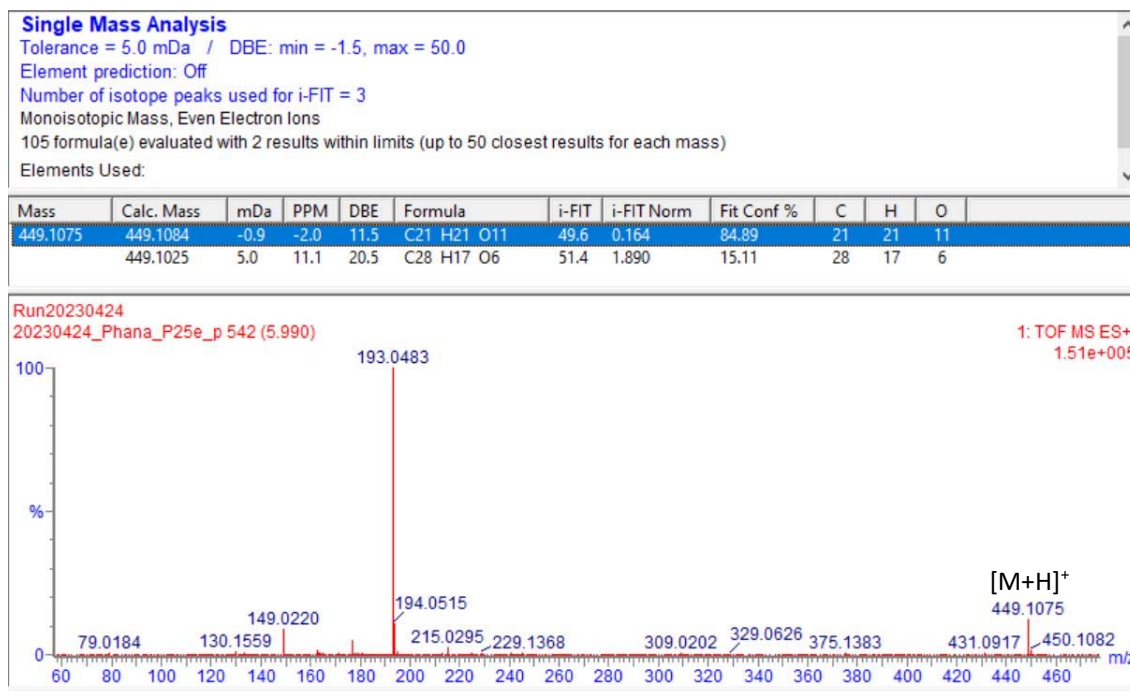 Single Mass Analysis
Tolerance = 5.0 mDa / DBE: min = -1.5, max = 50.0
Element prediction: Off
Number of isotope peaks used for i-FIT = 3
Monoisotopic Mass, Even Electron Ions
105 formula(e) evaluated with 2 results within limits (up to 50 closest results for each mass)
Elements Used:
Mass Calc. Mass mDa PPM DBE Formula i-FIT i-FIT Norm Fit Conf % C H O
449.1075 449.1084 -0.9 -2.0 11.5 C21 H21 O11 49.6 0.164 84.89 21 21 11
449.1025 5.0 11.1 20.5 C28 H17 O6 51.4 1.890 15.11 28 17 6
Run20230424
20230424_Phana_P25e_p 542 (5.990)
1: TOF MS ES+
1.51e+005
193.0483
100
%
[M+H]+
449.1075
194.0515
149.0220
79.0184
130.1559
215.0295
229.1368
309.0202
329.0626
375.1383
431.0917
450.1082
0
m/z
60 80 100 120 140 160 180 200 220 240 260 280 300 320 340 360 380 400 420 440 460